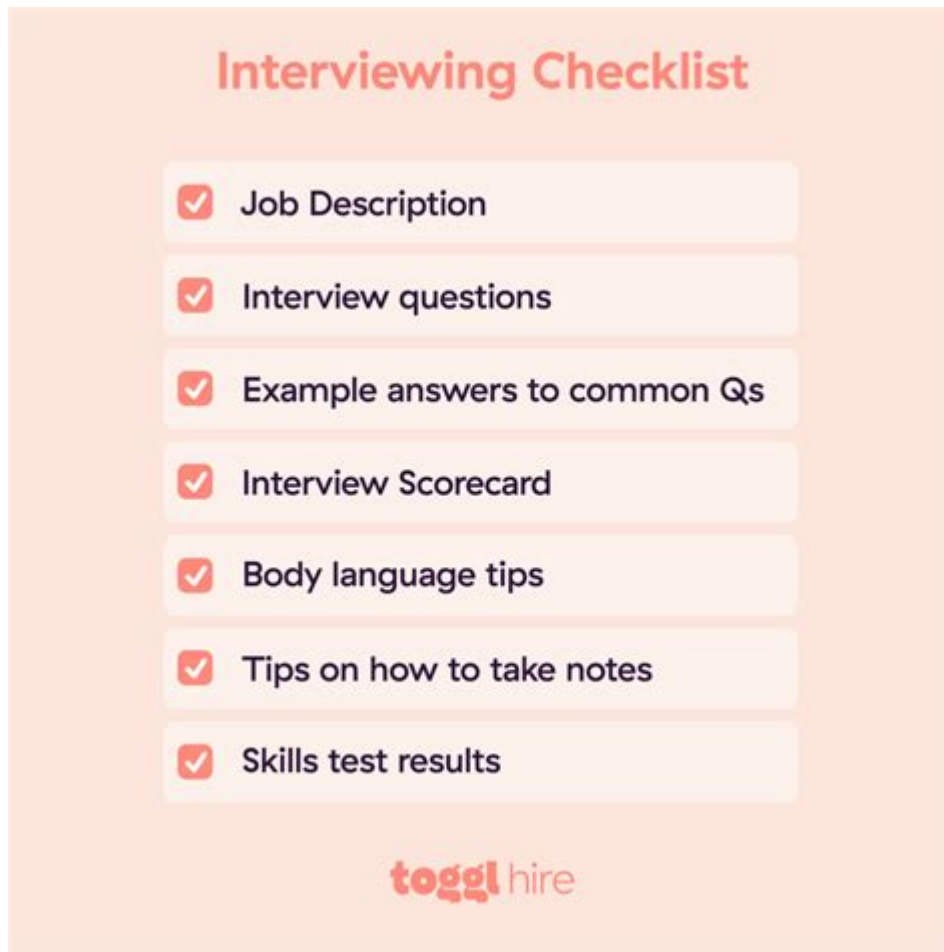 Interviewing Checklist
Job Description
Interview questions
Example answers to common Qs
Interview Scorecard
Body language tips
Tips on how to take notes
Skills test results
toggl hire